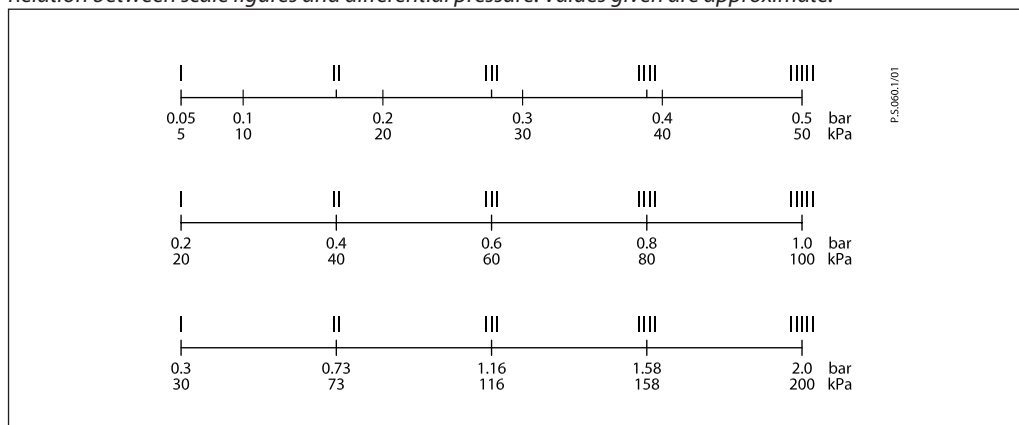 Relation between scale figures and differential pressure. Values given are approximate.
I II III IIII IIIII
0.05 0.1 0.2 0.3 0.4 0.5 bar
5 10 20 30 40 50 kPa
P.S.060.1/01
I II III IIII IIIII
0.2 0.4 0.6 0.8 1.0 bar
20 40 60 80 100 kPa
I II III IIII IIIII
0.3 0.73 1.16 1.58 2.0 bar
30 73 116 158 200 kPa